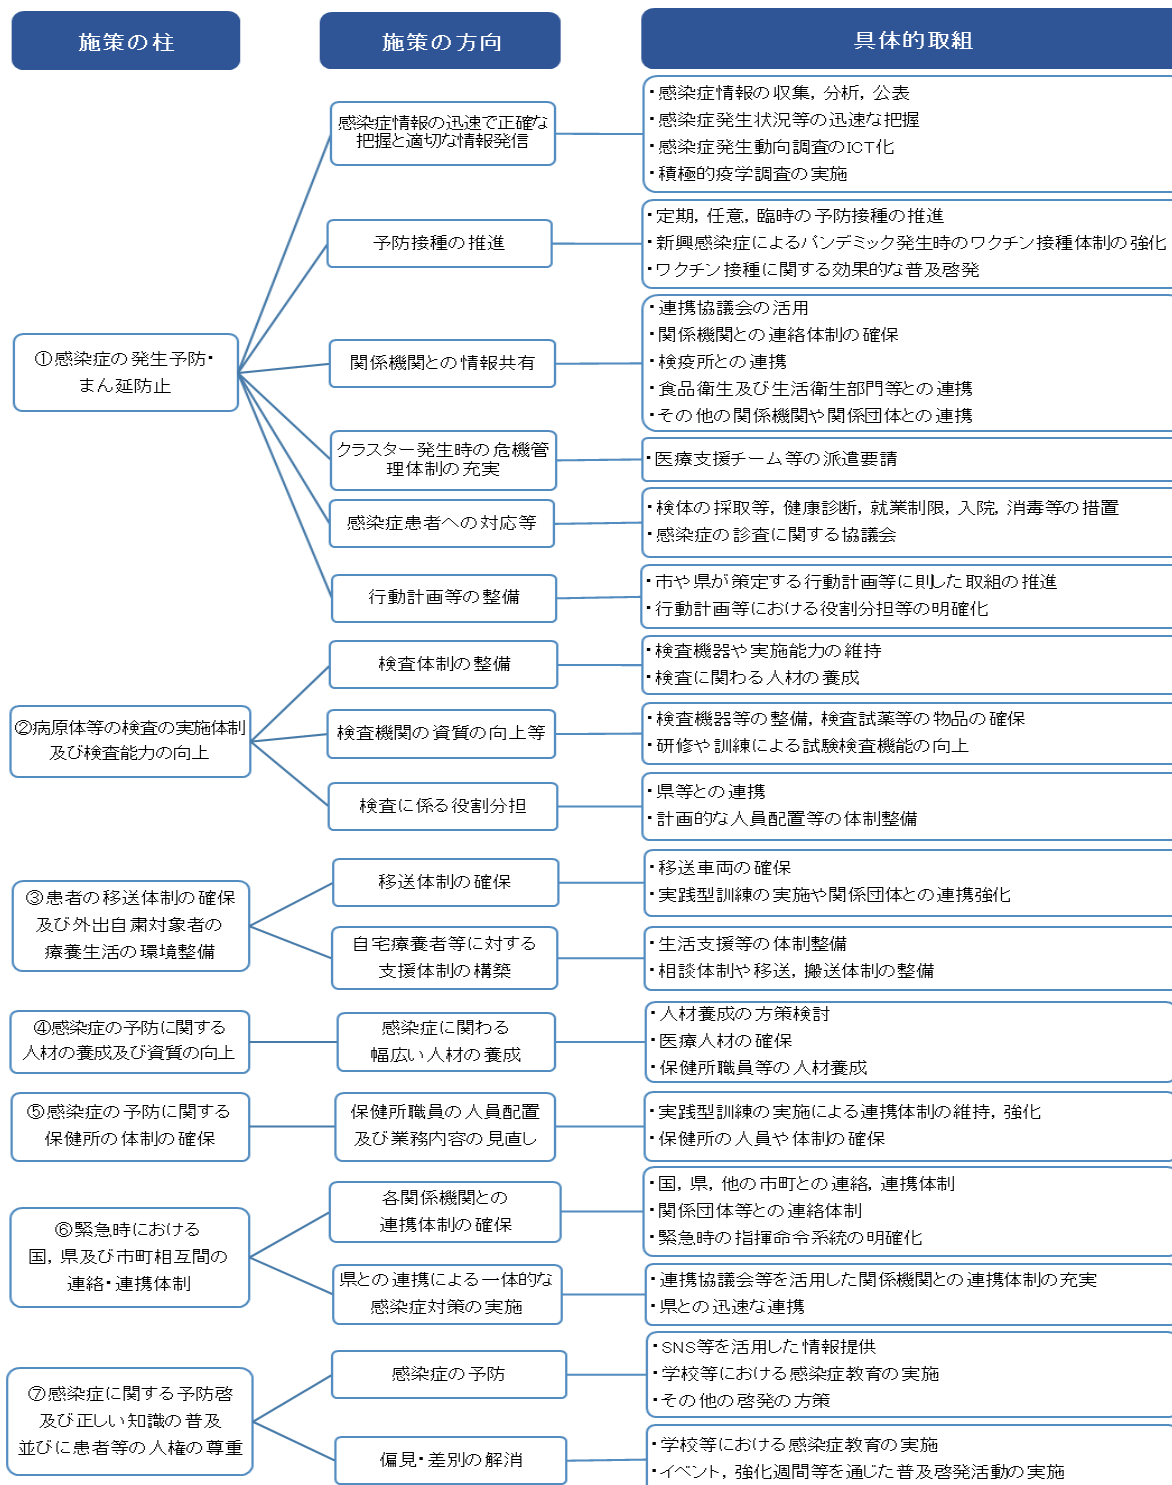 施策の柱
施策の方向
具体的取組
①感染症の発生予防・
まん延防止
感染症情報の迅速で正確な
把握と適切な情報発信
・感染症情報の収集，分析，公表
・感染症発生状況等の迅速な把握
・感染症発生動向調査のICT化
・積極的疫学調査の実施
予防接種の推進
・定期，任意，臨時の予防接種の推進
・新興感染症によるパンデミック発生時のワクチン接種体制の強化
・ワクチン接種に関する効果的な普及啓発
関係機関との情報共有
・連携協議会の活用
・関係機関との連絡体制の確保
・検疫所との連携
・食品衛生及び生活衛生部門等との連携
・その他の関係機関や関係団体との連携
クラスター発生時の危機管
理体制の充実
・医療支援チーム等の派遣要請
感染症患者への対応等
・検体の採取等，健康診断，就業制限，入院，消毒等の措置
・感染症の診査に関する協議会
行動計画等の整備
・市や県が策定する行動計画等に則した取組の推進
・行動計画等における役割分担等の明確化
②病原体等の検査の実施体制
及び検査能力の向上
検査体制の整備
・検査機器や実施能力の維持
・検査に関わる人材の養成
検査機関の資質の向上等
・検査機器等の整備，検査試薬等の物品の確保
・研修や訓練による試験検査機能の向上
検査に係る役割分担
・県等との連携
・計画的な人員配置等の体制整備
③患者の移送体制の確保
及び外出自粛対象者の
療養生活の環境整備
移送体制の確保
・移送車両の確保
・実践型訓練の実施や関係団体との連携強化
自宅療養者等に対する
支援体制の構築
・生活支援等の体制整備
・相談体制や移送，搬送体制の整備
④感染症の予防に関する
人材の養成及び資質の向上
感染症に関わる
幅広い人材の養成
・人材養成の方策検討
・医療人材の確保
・保健所職員等の人材養成
⑤感染症の予防に関する
保健所の体制の確保
保健所職員の人員配置
及び業務内容の見直し
・実践型訓練の実施による連携体制の維持，強化
・保健所の人員や体制の確保
⑥緊急時における
国，県及び市町相互間の
連絡・連携体制
各関係機関との
連携体制の確保
・国，県，他の市町との連絡，連携体制
・関係団体等との連絡体制
・緊急時の指揮命令系統の明確化
県との連携による一体的な
感染症対策の実施
・連携協議会等を活用した関係機関との連携体制の充実
・県との迅速な連携
⑦感染症に関する予防啓
及び正しい知識の普及
並びに患者等の人権の尊重
感染症の予防
・SNS等を活用した情報提供
・学校等における感染症教育の実施
・その他の啓発の方策
偏見・差別の解消
・学校等における感染症教育の実施
・イベント，強化週間等を通じた普及啓発活動の実施